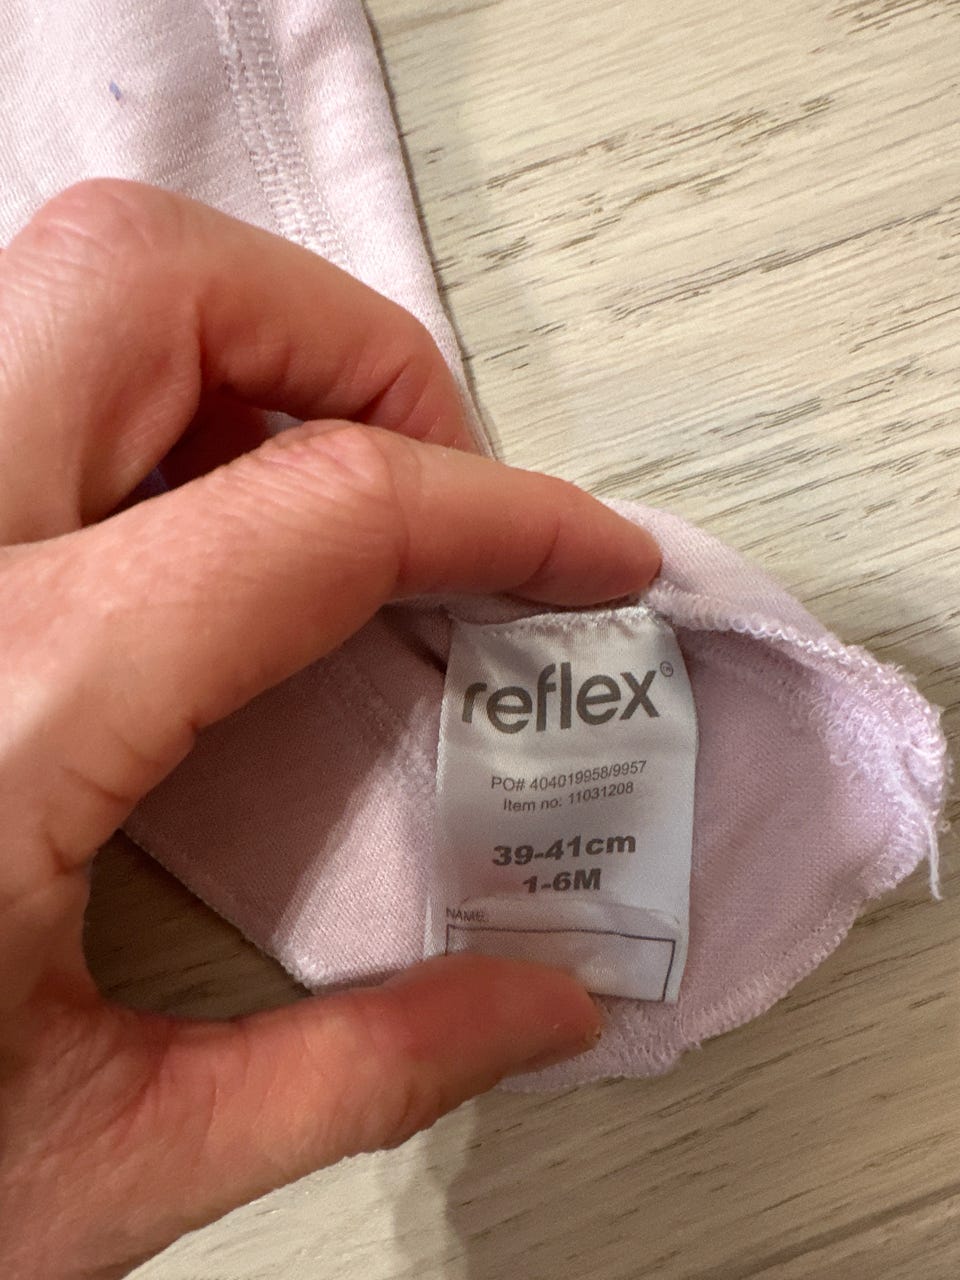 reflex®
PO# 404019958/9957
Item no: 11031208
39-41cm
1-6M
NAME: